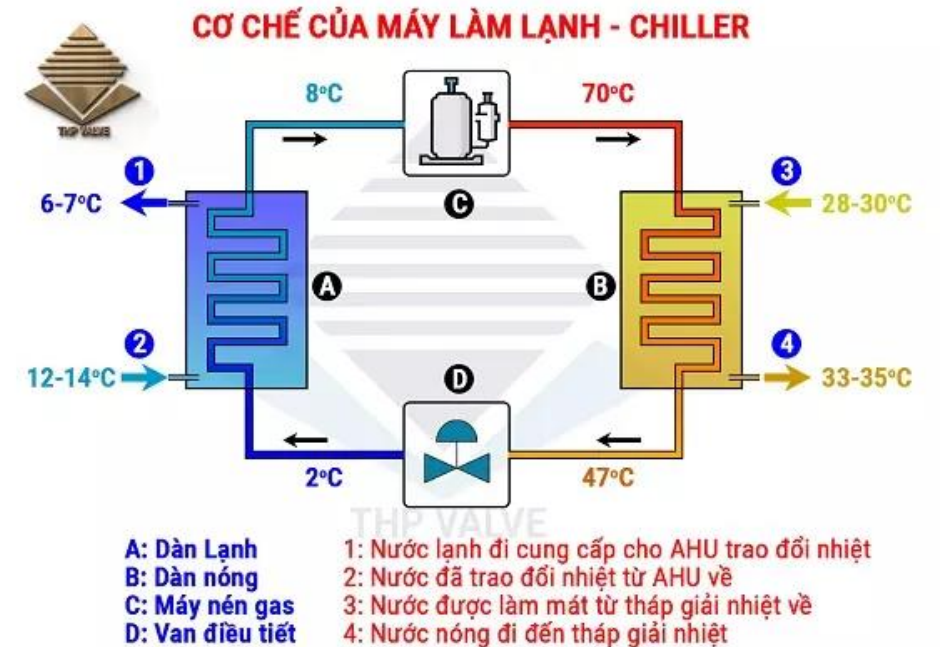 CƠ CHẾ CỦA MÁY LÀM LẠNH - CHILLER
THP VALVE
8°C
70°C
C
1
6-7°C
3
28-30°C
A
B
2
12-14°C
4
33-35°C
D
2°C
47°C
THP VALVE
A: Dàn Lạnh
B: Dàn nóng
C: Máy nén gas
D: Van điều tiết
1: Nước lạnh đi cung cấp cho AHU trao đổi nhiệt
2: Nước đã trao đổi nhiệt từ AHU về
3: Nước được làm mát từ tháp giải nhiệt về
4: Nước nóng đi đến tháp giải nhiệt